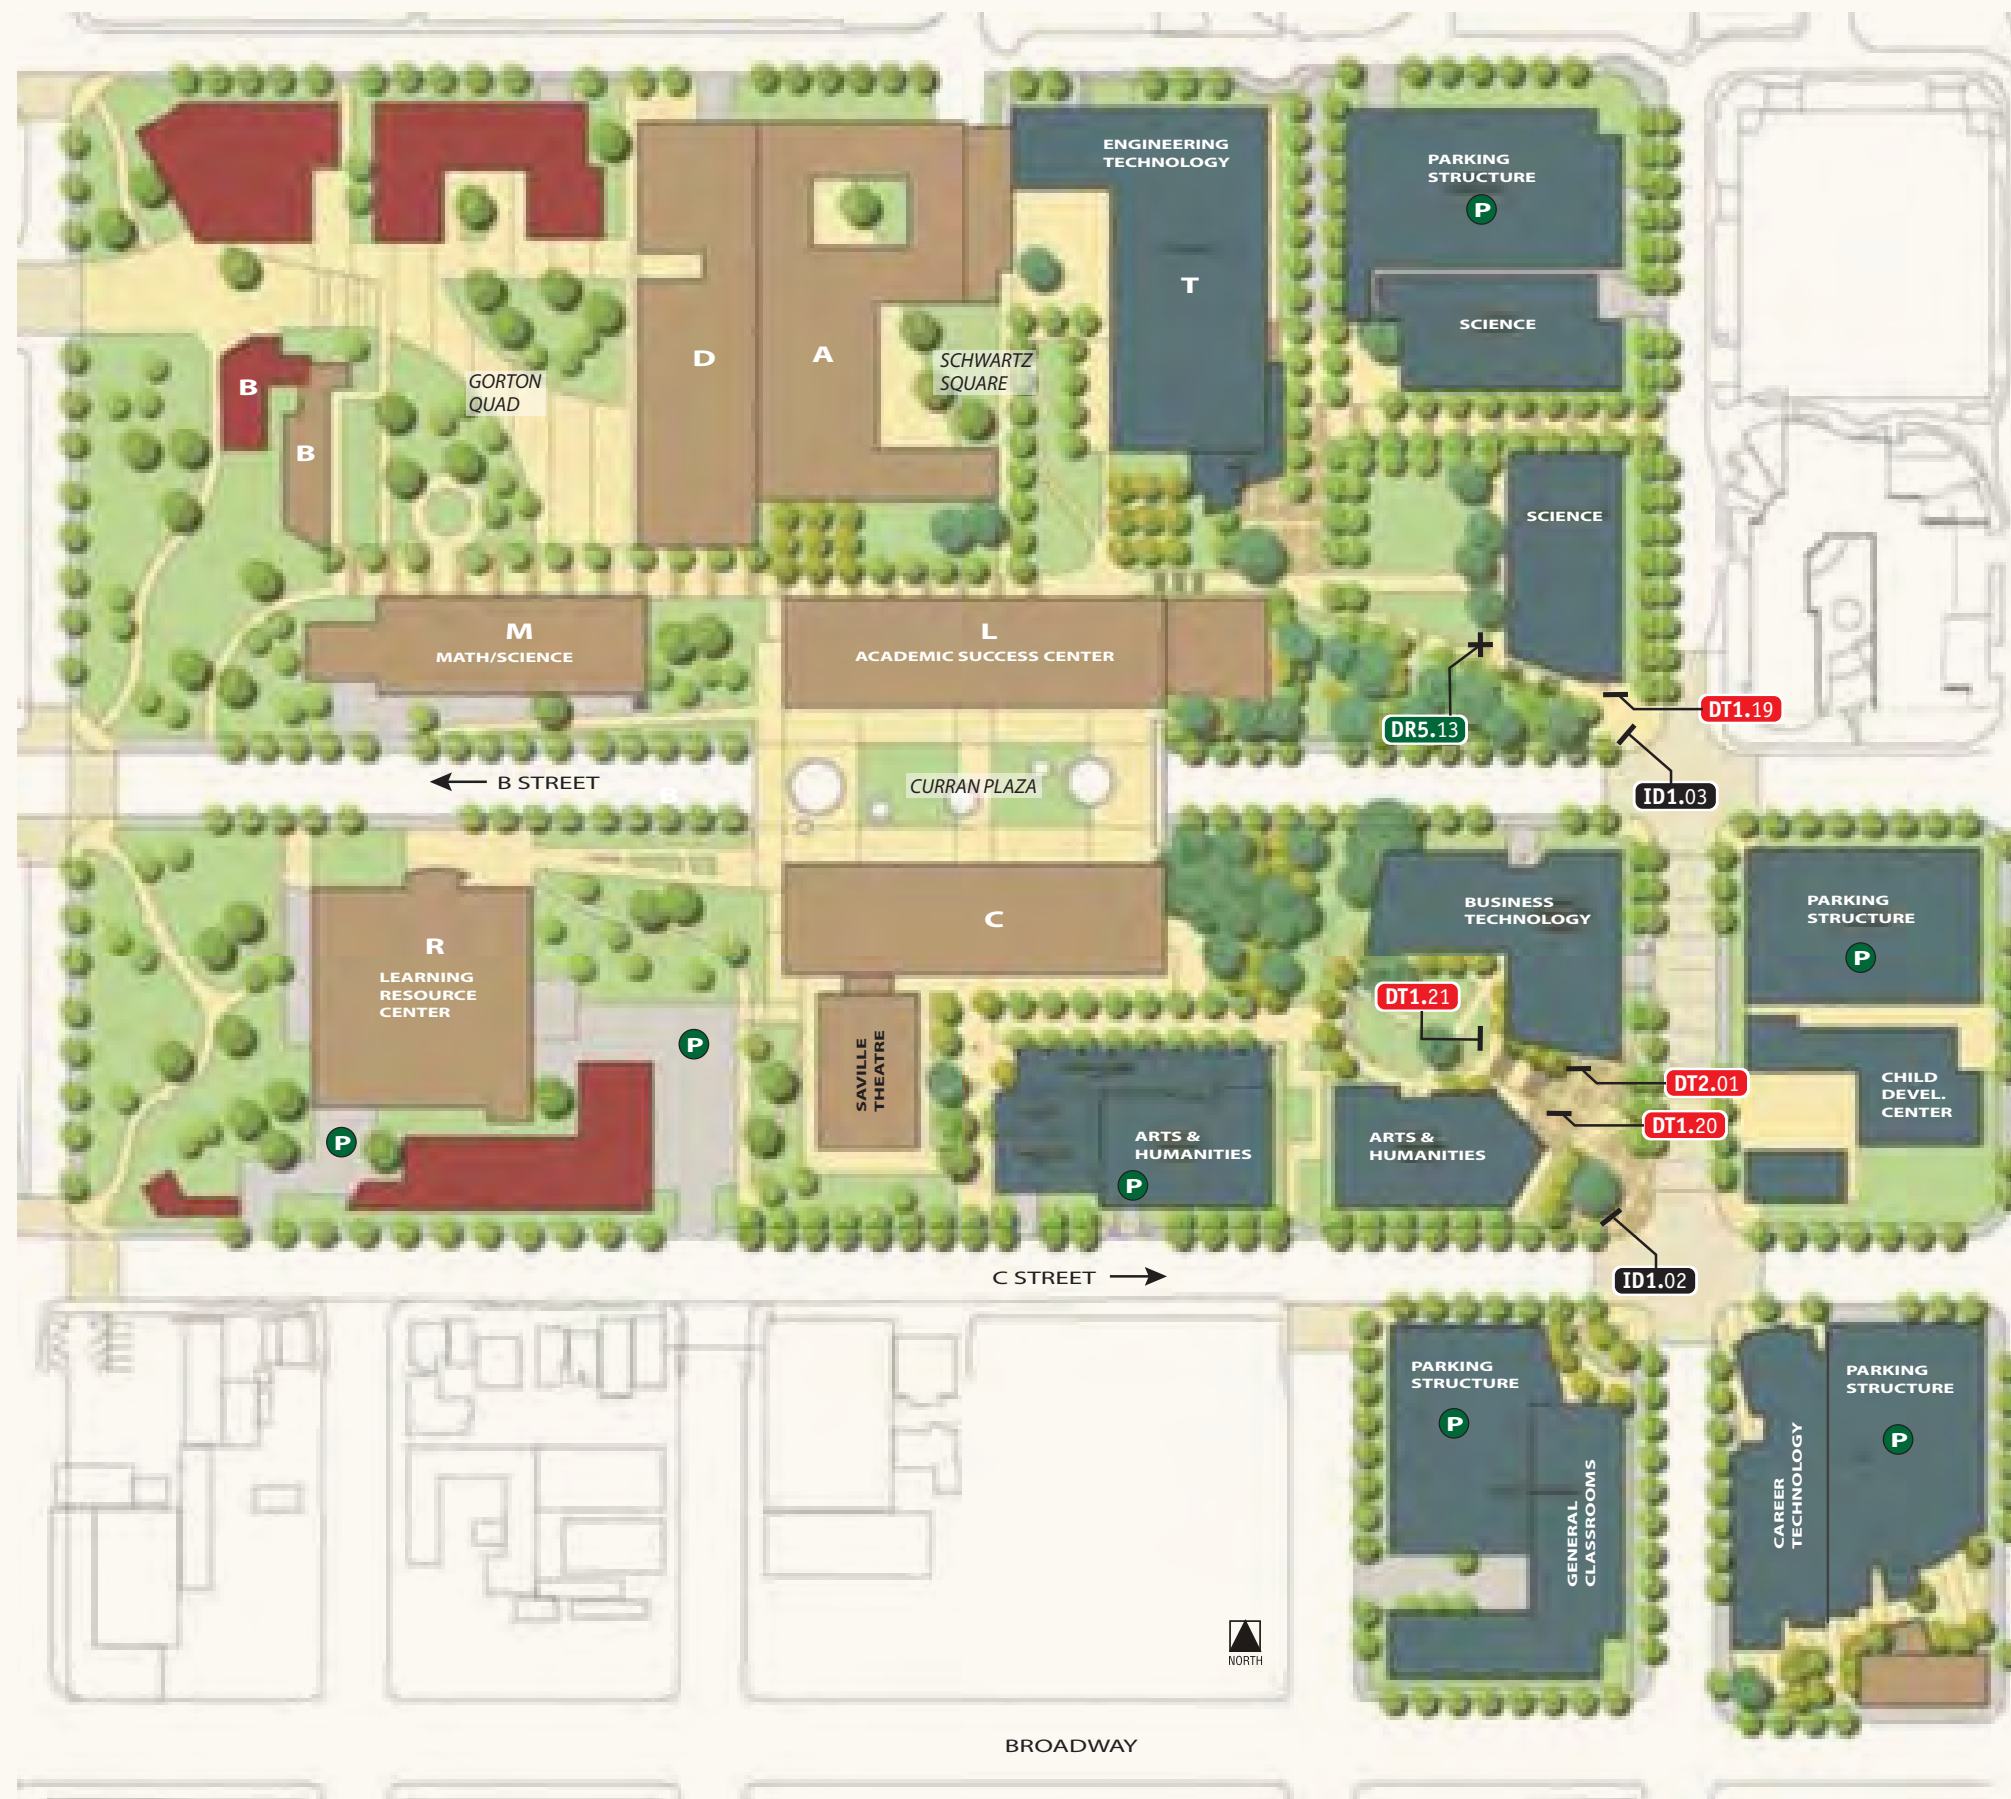 ENGINEERING
TECHNOLOGY
PARKING
STRUCTURE
P
T
SCIENCE
D
A
SCHWARTZ
SQUARE
GORTON
QUAD
B
B
SCIENCE
M
MATH/SCIENCE
L
ACADEMIC SUCCESS CENTER
DR5.13
DT1.19
ID1.03
B STREET
B
CURRAN PLAZA
BUSINESS
TECHNOLOGY
PARKING
STRUCTURE
P
C
R
LEARNING
RESOURCE
CENTER
DT1.21
P
SAVILLE
THEATRE
DT2.01
CHILD
DEVEL.
CENTER
DT1.20
P
ARTS &
HUMANITIES
P
ARTS &
HUMANITIES
C STREET
ID1.02
PARKING
STRUCTURE
P
GENERAL
CLASSROOMS
CAREER
TECHNOLOGY
PARKING
STRUCTURE
P
NORTH
BROADWAY